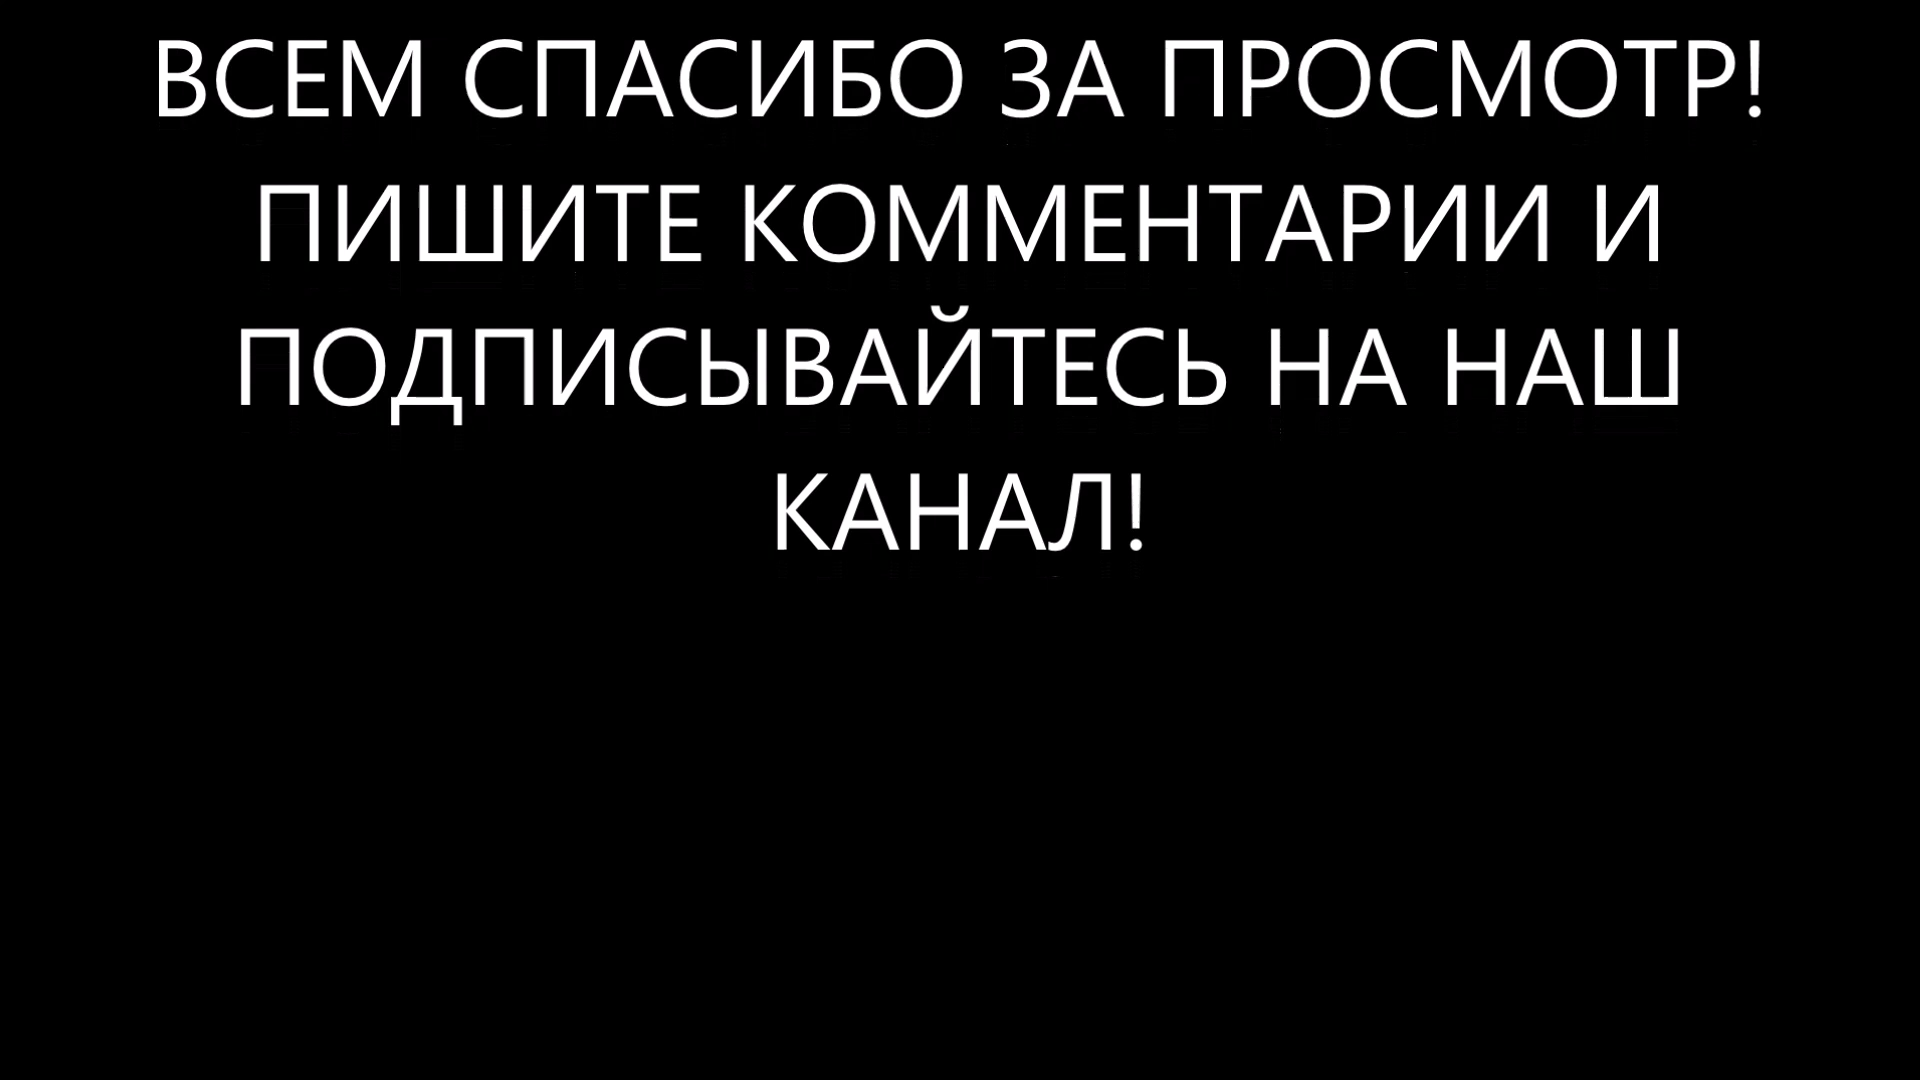 ВСЕМ СПАСИБО ЗА ПРОСМОТР!
ПИШИТЕ КОММЕНТАРИИ И
ПОДПИСЫВАЙТЕСЬ НА НАШ
КАНАЛ!